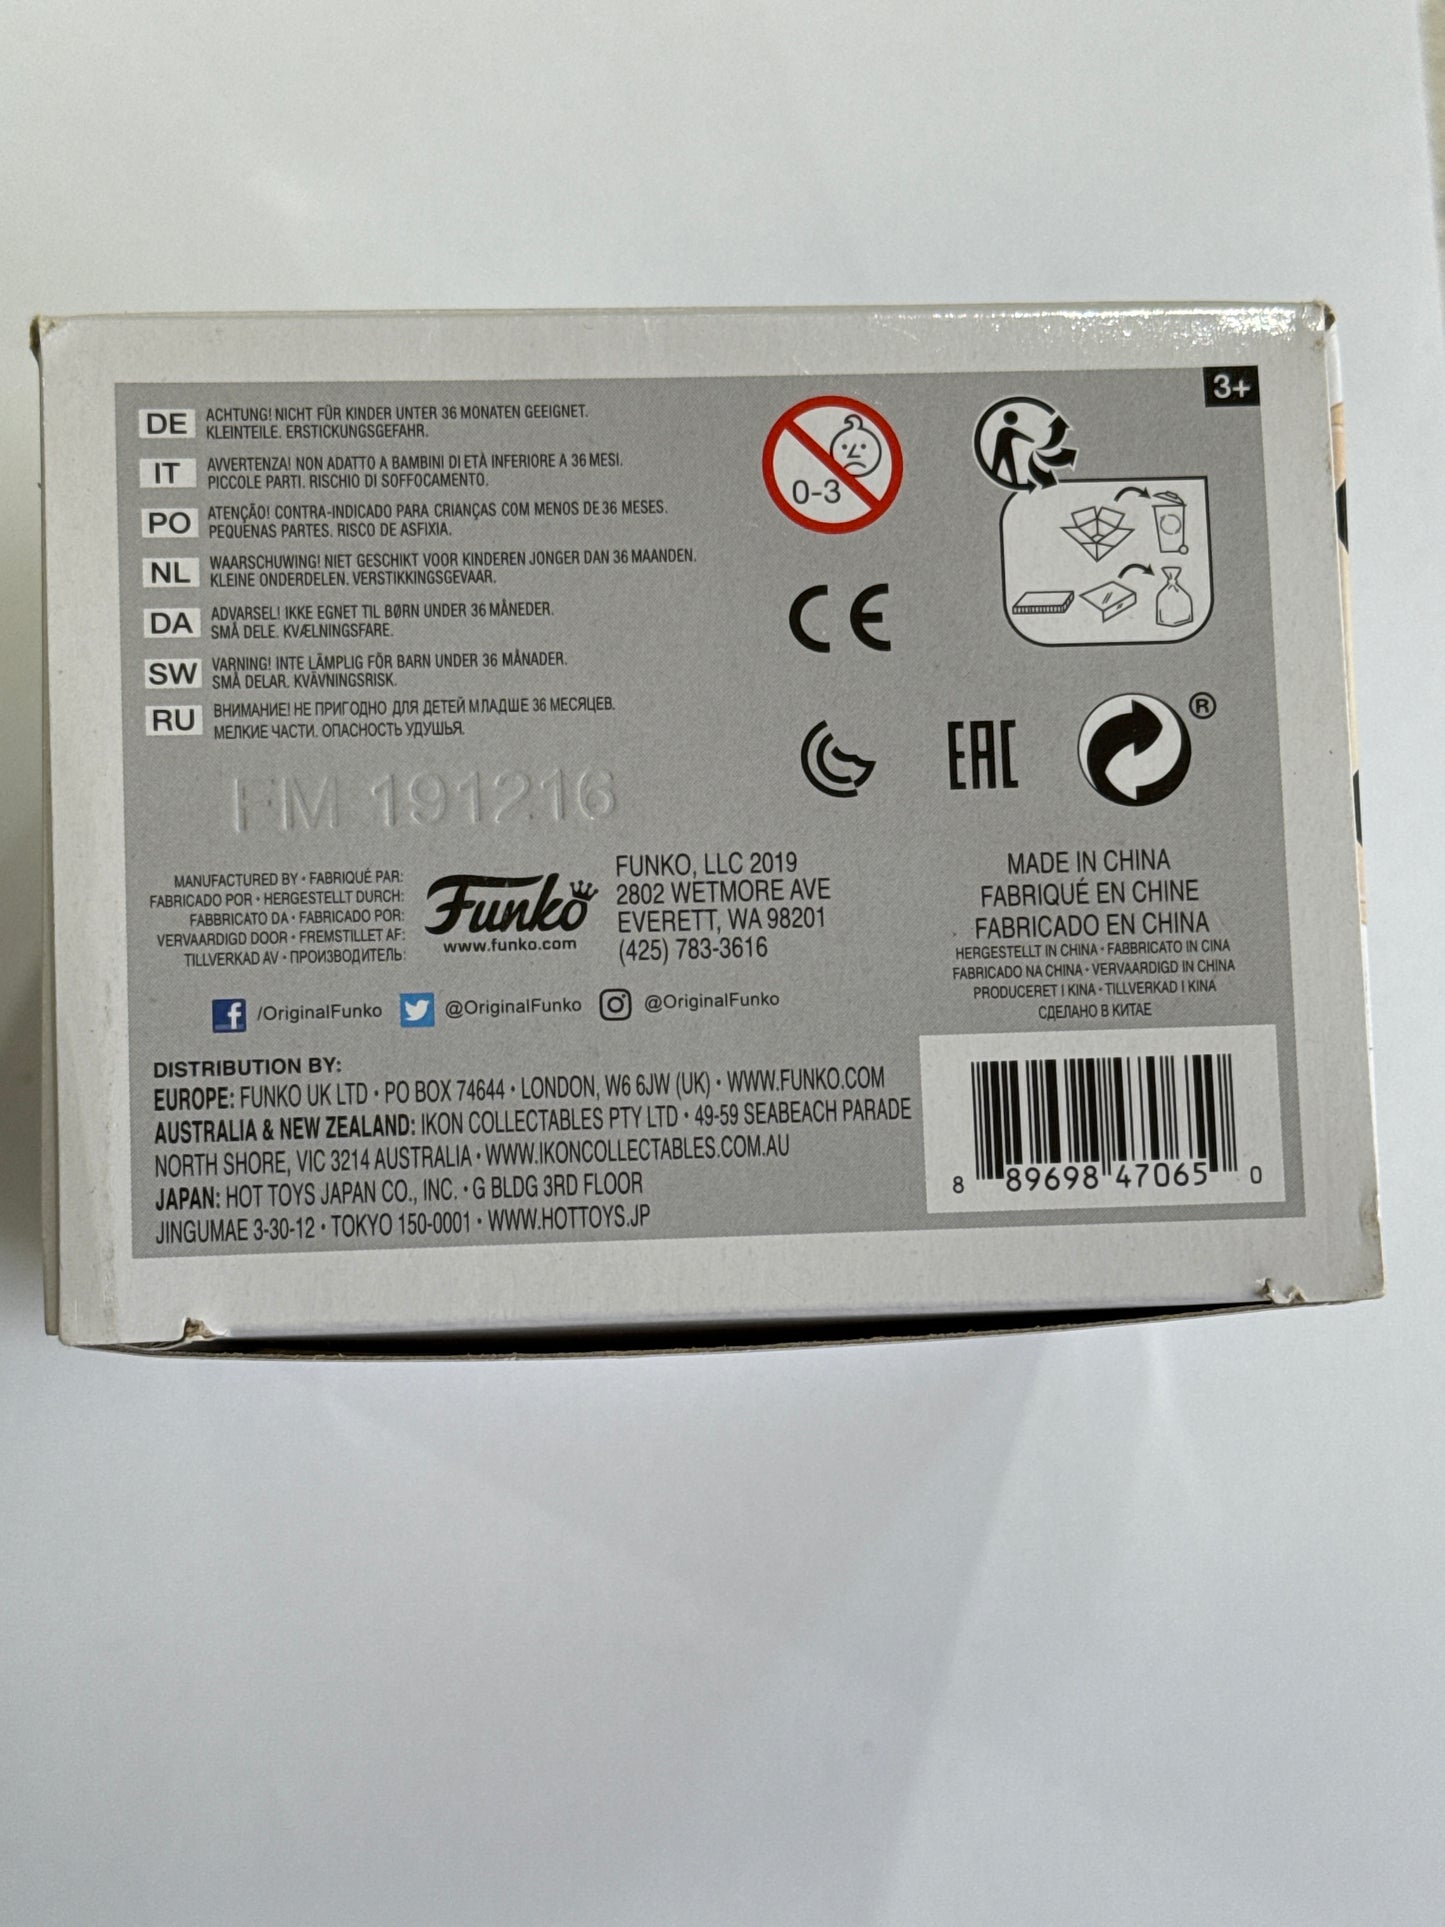 3+
DE
ACHTUNG! NICHT FÜR KINDER UNTER 36 MONATEN GEEIGNET.
KLEINTEILE. ERSTICKUNGSGEFAHR.
IT
AVVERTENZA! NON ADATTO A BAMBINI DI ETÀ INFERIORE A 36 MESI.
PICCOLE PARTI. RISCHIO DI SOFFOCAMENTO.
PO
ATENÇÃO! CONTRA-INDICADO PARA CRIANÇAS COM MENOS DE 36 MESES.
PEQUENAS PARTES. RISCO DE ASFIXIA.
NL
WAARSCHUWING! NIET GESCHIKT VOOR KINDEREN JONGER DAN 36 MAANDEN.
KLEINE ONDERDELEN. VERSTIKKINGSGEVAAR.
DA
ADVARSEL! IKKE EGNET TIL BØRN UNDER 36 MÅNEDER.
SMÅ DELE. KVÆLNINGSFARE.
SW
VARNING! INTE LÄMPLIG FÖR BARN UNDER 36 MÅNADER.
SMÅ DELAR. KVÄVNINGSRISK.
RU
ВНИМАНИЕ! НЕ ПРИГОДНО ДЛЯ ДЕТЕЙ МЛАДШЕ 36 МЕСЯЦЕВ.
МЕЛКИЕ ЧАСТИ. ОПАСНОСТЬ УДУШЬЯ.
0-3
CE
EAC
®
FM 191216
MANUFACTURED BY • FABRIQUÉ PAR:
FABRICADO POR • HERGESTELLT DURCH:
FABBRICATO DA • FABRICADO POR:
VERVAARDIGD DOOR • FREMSTILLET AF:
TILLVERKAD AV • ПРОИЗВОДИТЕЛЬ:
Funko
www.funko.com
FUNKO, LLC 2019
2802 WETMORE AVE
EVERETT, WA 98201
(425) 783-3616
MADE IN CHINA
FABRIQUÉ EN CHINE
FABRICADO EN CHINA
HERGESTELLT IN CHINA • FABBRICATO IN CINA
FABRICADO NA CHINA • VERVAARDIGD IN CHINA
PRODUCERET I KINA • TILLVERKAD I KINA
СДЕЛАНО В КИТАЕ
f /OriginalFunko @OriginalFunko @OriginalFunko
DISTRIBUTION BY:
EUROPE: FUNKO UK LTD • PO BOX 74644 • LONDON, W6 6JW (UK) • WWW.FUNKO.COM
AUSTRALIA & NEW ZEALAND: IKON COLLECTABLES PTY LTD • 49-59 SEABEACH PARADE
NORTH SHORE, VIC 3214 AUSTRALIA • WWW.IKONCOLLECTABLES.COM.AU
JAPAN: HOT TOYS JAPAN CO., INC. • G BLDG 3RD FLOOR
JINGUMAE 3-30-12 • TOKYO 150-0001 • WWW.HOTTOYS.JP
8 89698 47065 0